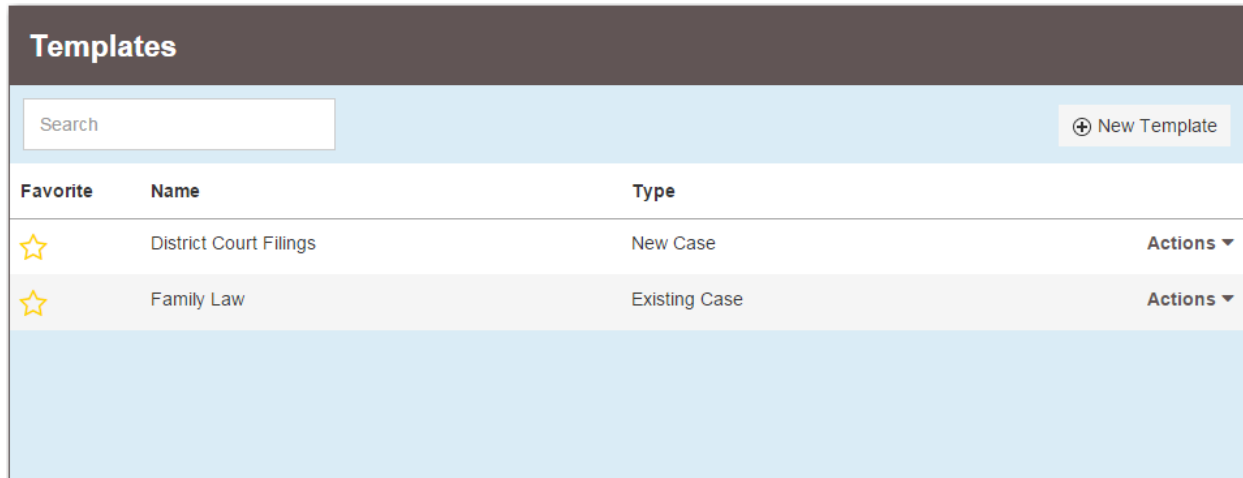 Templates
Search
New Template
Favorite Name Type
District Court Filings New Case Actions
Family Law Existing Case Actions